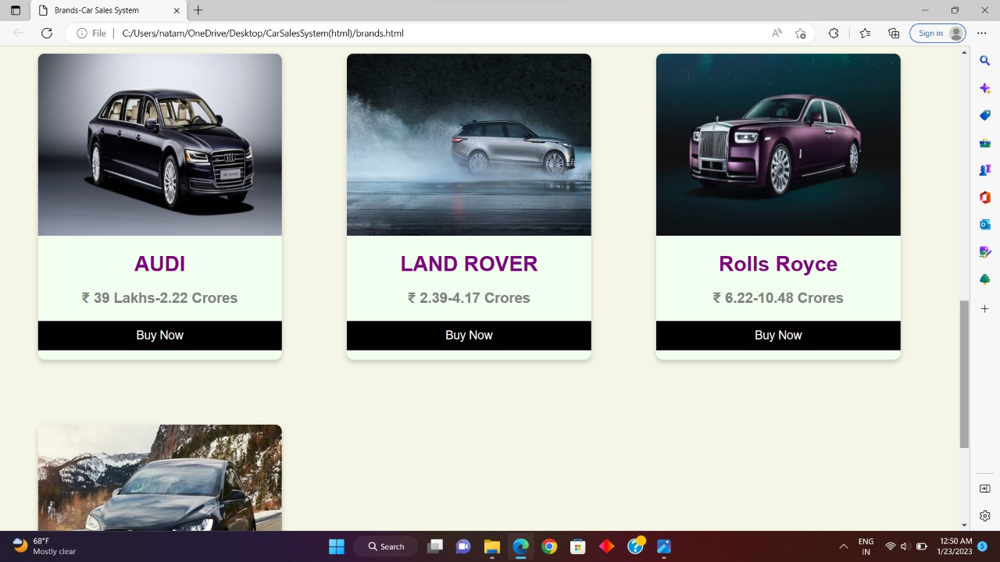 Brands-Car Sales System
File
C:/Users/natam/OneDrive/Desktop/CarSalesSystem(html)/brands.html
Sign in
AUDI
₹ 39 Lakhs-2.22 Crores
Buy Now
LAND ROVER
₹ 2.39-4.17 Crores
Buy Now
Rolls Royce
₹ 6.22-10.48 Crores
Buy Now
68°F
Mostly clear
Search
ENG
IN
12:50 AM
1/23/2023
5